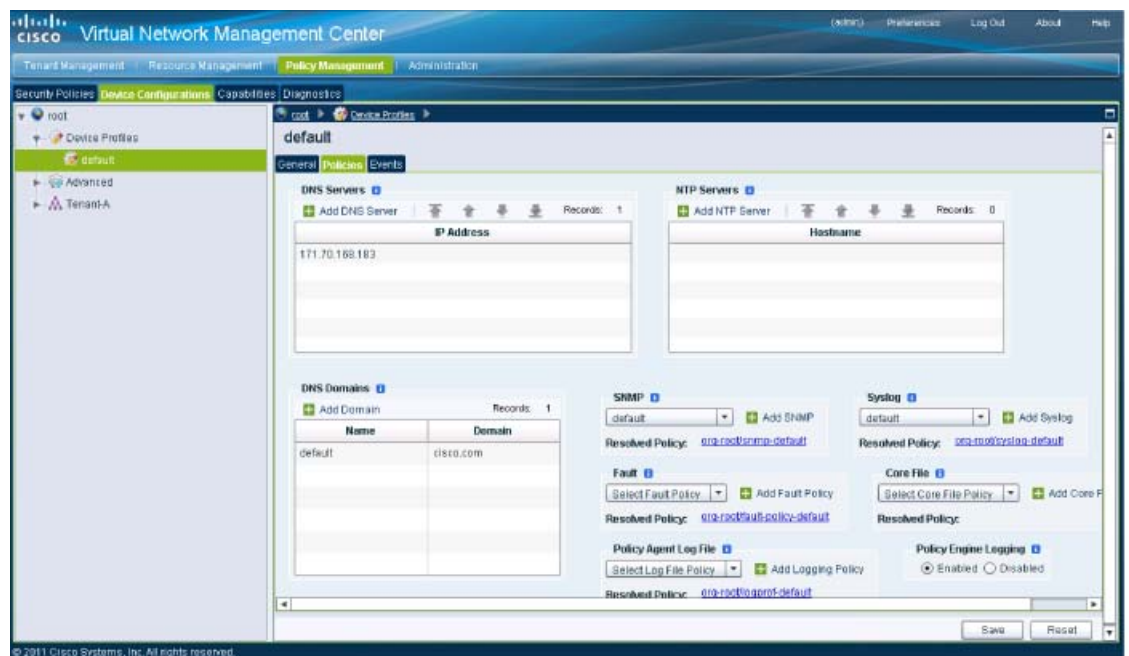 CISCO Virtual Network Management Center
(admin) Preferences Log Out About Help
Tenant Management | Resource Management | Policy Management | Administration
Security Policies Device Configurations Capabilities Diagnostics
root
Device Profiles
default
Advanced
Tenant-A
root Device Profiles
default
General Policies Events
DNS Servers
Add DNS Server Records: 1
IP Address
171.70.168.183
NTP Servers
Add NTP Server Records: 0
Hostname
DNS Domains
Add Domain Records: 1
Name Domain
default cisco.com
SNMP
default Add SNMP
Resolved Policy: org-root/snmp-default
Syslog
default Add Syslog
Resolved Policy: org-root/syslog-default
Fault
Select Fault Policy Add Fault Policy
Resolved Policy: org-root/fault-policy-default
Core File
Select Core File Policy Add Core F
Resolved Policy:
Policy Agent Log File
Select Log File Policy Add Logging Policy
Resolved Policy: org-root/logprof-default
Policy Engine Logging
Enabled Disabled
Save Reset
© 2011 Cisco Systems, Inc. All rights reserved.